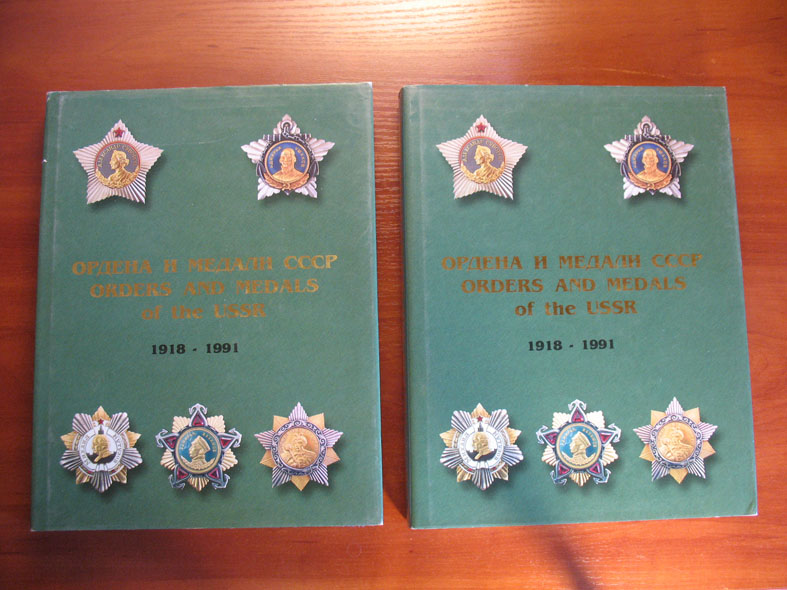 ОРДЕНА И МЕДАЛИ СССР
ORDERS AND MEDALS
of the USSR
1918 - 1991
ОРДЕНА И МЕДАЛИ СССР
ORDERS AND MEDALS
of the USSR
1918 - 1991